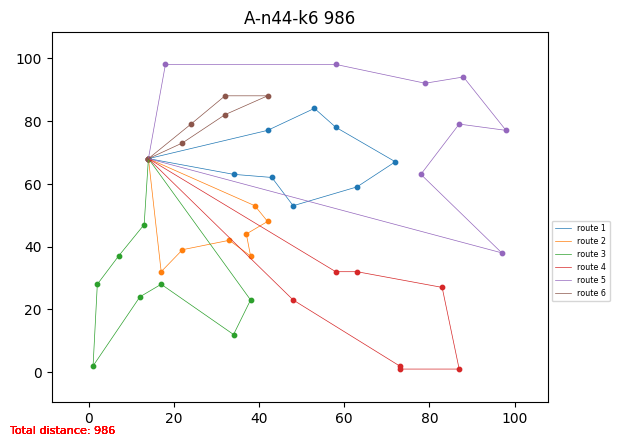 A-n44-k6 986
100
80
60
40
20
0
0 20 40 60 80 100
route 1
route 2
route 3
route 4
route 5
route 6
Total distance: 986